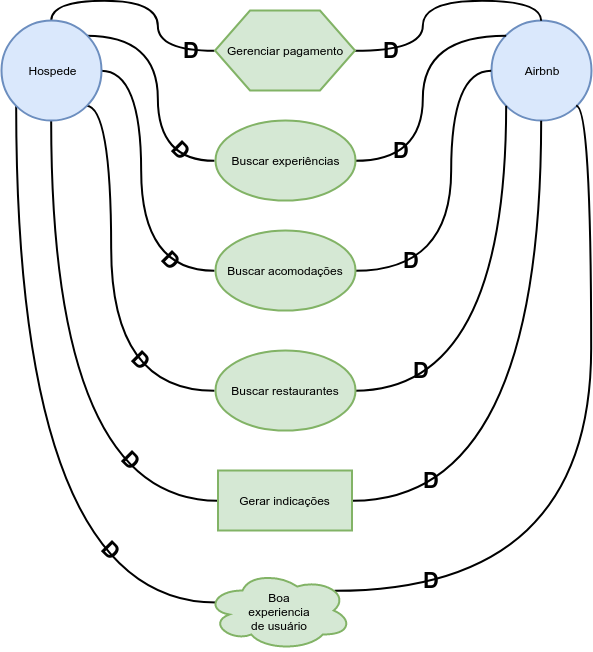 D Gerenciar pagamento D
Hospede
Airbnb
D Buscar experiências D
D Buscar acomodações D
D Buscar restaurantes D
D Gerar indicações D
D D
Boa
experiencia
de usuário